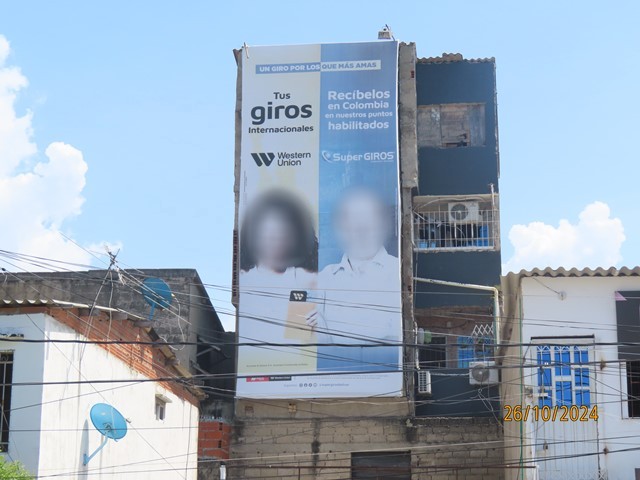 UN GIRO POR LOS QUE MÁS AMAS
Tus
giros
Internacionales
Western
Union
Recíbelos
en Colombia
en nuestros puntos
habilitados
SuperGIROS
26/10/2024